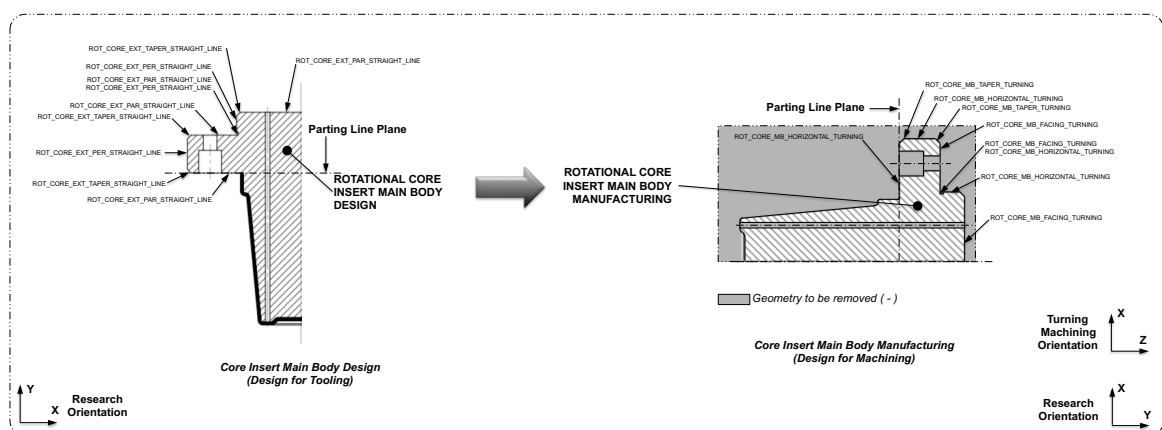 ROT_CORE_EXT_TAPER_STRAIGHT_LINE
ROT_CORE_EXT_PER_STRAIGHT_LINE
ROT_CORE_EXT_PAR_STRAIGHT_LINE
ROT_CORE_EXT_PAR_STRAIGHT_LINE
ROT_CORE_EXT_PER_STRAIGHT_LINE
ROT_CORE_EXT_PAR_STRAIGHT_LINE
ROT_CORE_EXT_TAPER_STRAIGHT_LINE
ROT_CORE_EXT_PER_STRAIGHT_LINE
ROT_CORE_EXT_TAPER_STRAIGHT_LINE
ROT_CORE_EXT_PAR_STRAIGHT_LINE
Parting Line Plane
ROTATIONAL CORE
INSERT MAIN BODY
DESIGN
Core Insert Main Body Design
(Design for Tooling)
Y
X
Research
Orientation
ROTATIONAL CORE
INSERT MAIN BODY
MANUFACTURING
Parting Line Plane
ROT_CORE_MB_TAPER_TURNING
ROT_CORE_MB_HORIZONTAL_TURNING
ROT_CORE_MB_TAPER_TURNING
ROT_CORE_MB_FACING_TURNING
ROT_CORE_MB_HORIZONTAL_TURNING
ROT_CORE_MB_FACING_TURNING
ROT_CORE_MB_HORIZONTAL_TURNING
ROT_CORE_MB_HORIZONTAL_TURNING
ROT_CORE_MB_FACING_TURNING
Geometry to be removed ( - )
Core Insert Main Body Manufacturing
(Design for Machining)
Turning
Machining
Orientation
X
Z
Research
Orientation
X
Y